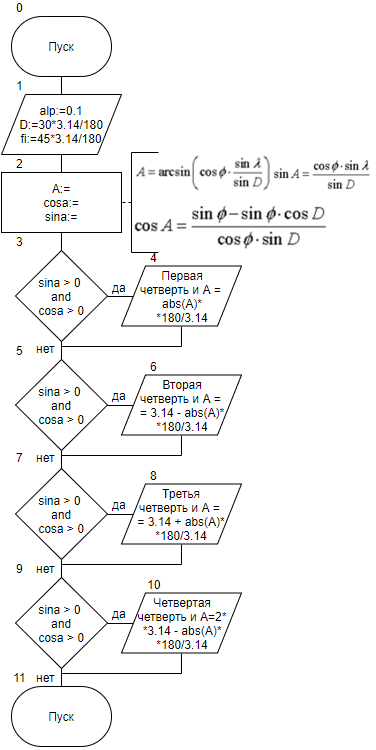 0
Пуск
1
alp:=0.1
D:=30*3.14/180
fi:=45*3.14/180
2
A:=
cosa:=
sina:=
A = arcsin(cos ϕ · sin λ / sin D) sin A = cos ϕ · sin λ / sin D
cos A = sin ϕ – sin ϕ · cos D / cos ϕ · sin D
3
sina > 0
and
cosa > 0
да
4
Первая
четверть и A =
abs(A)*
*180/3.14
5
нет
sina > 0
and
cosa > 0
да
6
Вторая
четверть и A =
= 3.14 - abs(A)*
*180/3.14
7
нет
sina > 0
and
cosa > 0
да
8
Третья
четверть и A =
= 3.14 + abs(A)*
*180/3.14
9
нет
sina > 0
and
cosa > 0
да
10
Четвертая
четверть и A=2*
*3.14 - abs(A)*
*180/3.14
11
нет
Пуск